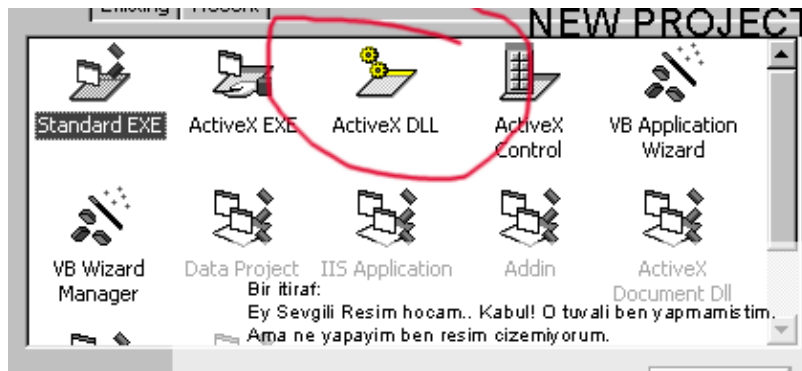 Existing Recent
NEW PROJECT
Standard EXE ActiveX EXE ActiveX DLL ActiveX Control VB Application Wizard
VB Wizard Manager Data Project IIS Application Addin ActiveX Document Dll
Bir itiraf:
Ey Sevgili Resim hocam.. Kabul! O tuvali ben yapmamistim.
Ama ne yapayim ben resim cizemiyorum.